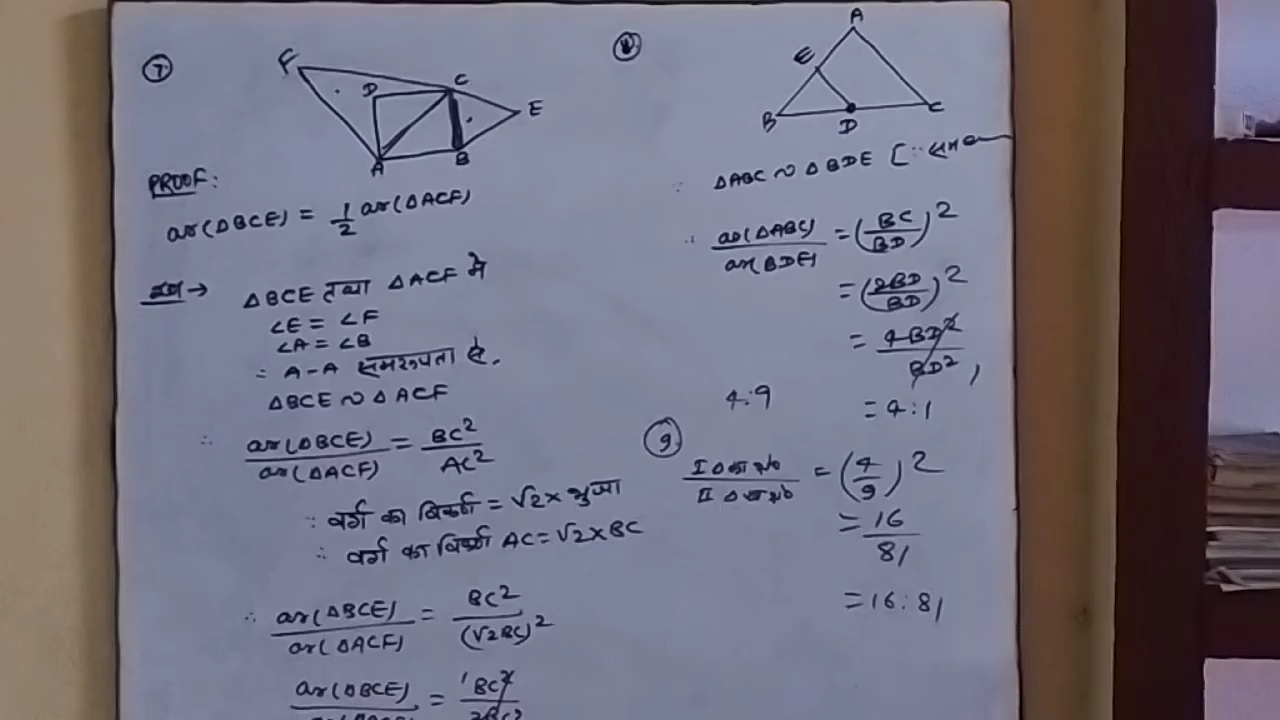 7
F
D
C
E
A
B
PROOF:
ar(ΔBCE) = 1/2 ar(ΔACF)
→ ΔBCE तथा ΔACF में
∠E = ∠F
∠A = ∠B
∴ A-A समरूपता से,
ΔBCE ~ ΔACF
∴ ar(ΔBCE)/ar(ΔACF) = BC²/AC²
∵ वर्ग का विकर्ण = √2 × भुजा
∴ वर्ग का विकर्ण AC = √2 × BC
∴ ar(ΔBCE)/ar(ΔACF) = BC²/(√2BC)²
ar(ΔBCE)/ = 1BC²/2BC²
A
E
B
D
C
ΔABC ~ ΔBDE [∵
∴ ar(ΔABC)/ar(BDE) = (BC/BD)²
= (2BD/BD)²
= 4BD²/BD²,
= 4:1
4:9
9
I Δ का क्षे०/II Δ का क्षे० = (4/9)²
= 16/81
= 16:81